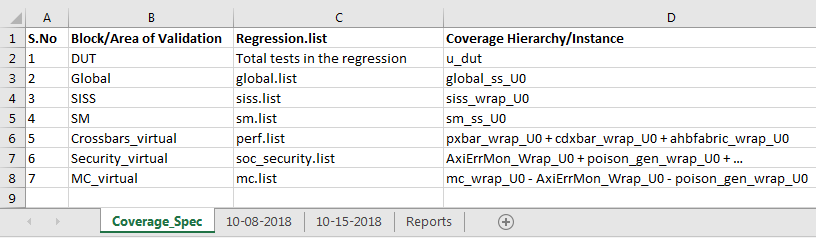 A B C D
1 S.No Block/Area of Validation Regression.list Coverage Hierarchy/Instance
2 1 DUT Total tests in the regression u_dut
3 2 Global global.list global_ss_U0
4 3 SISS siss.list siss_wrap_U0
5 4 SM sm.list sm_ss_U0
6 5 Crossbars_virtual perf.list pxbar_wrap_U0 + cdxbar_wrap_U0 + ahbfabric_wrap_U0
7 6 Security_virtual soc_security.list AxiErrMon_Wrap_U0 + poison_gen_wrap_U0 + ...
8 7 MC_virtual mc.list mc_wrap_U0 - AxiErrMon_Wrap_U0 - poison_gen_wrap_U0
9
Coverage_Spec 10-08-2018 10-15-2018 Reports